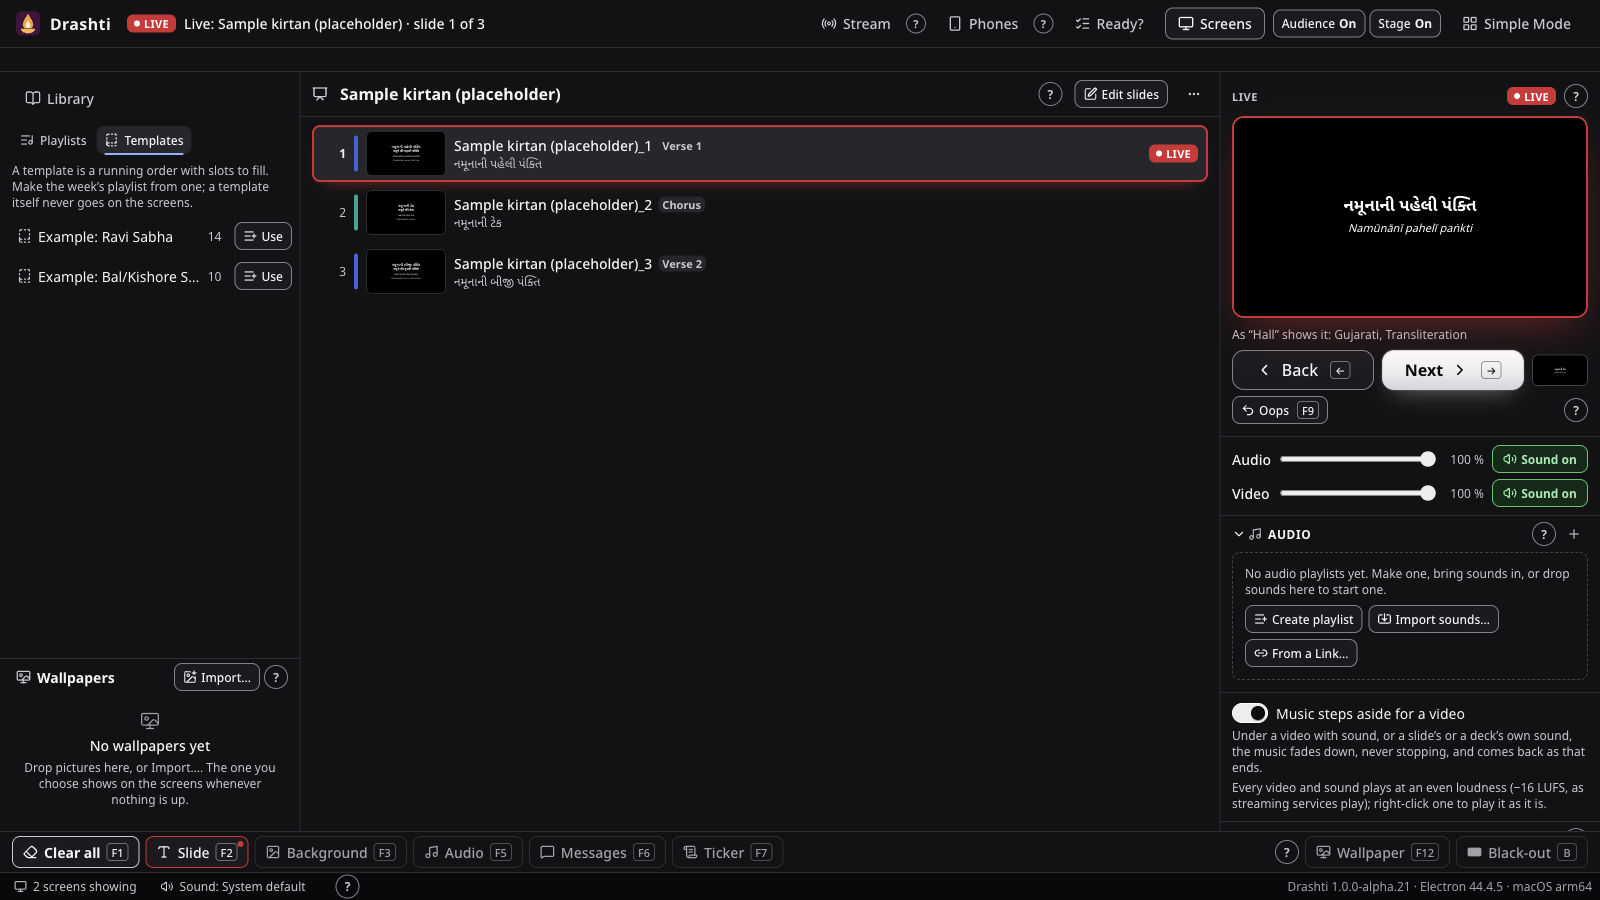 Drashti
LIVE
Live: Sample kirtan (placeholder) · slide 1 of 3
Stream ?
Phones ?
Ready?
Screens
Audience On
Stage On
Simple Mode
Library
Playlists
Templates
A template is a running order with slots to fill.
Make the week's playlist from one; a template
itself never goes on the screens.
Example: Ravi Sabha 14 Use
Example: Bal/Kishore S... 10 Use
Wallpapers
Import...
?
No wallpapers yet
Drop pictures here, or Import.... The one you
choose shows on the screens whenever
nothing is up.
Sample kirtan (placeholder)
?
Edit slides
1
Sample kirtan (placeholder)_1 Verse 1
નમૂનાની પહેલી પંક્તિ
LIVE
2
Sample kirtan (placeholder)_2 Chorus
નમૂનાની ટેક
3
Sample kirtan (placeholder)_3 Verse 2
નમૂનાની બીજી પંક્તિ
LIVE
LIVE
?
નમૂનાની પહેલી પંક્તિ
Namūnānī pahelī paṅkti
As “Hall” shows it: Gujarati, Transliteration
Back ←
Next →
Oops F9
?
Audio 100 % Sound on
Video 100 % Sound on
AUDIO ?
No audio playlists yet. Make one, bring sounds in, or drop
sounds here to start one.
Create playlist
Import sounds...
From a Link...
Music steps aside for a video
Under a video with sound, or a slide’s or a deck’s own sound,
the music fades down, never stopping, and comes back as that
ends.
Every video and sound plays at an even loudness (−16 LUFS, as
streaming services play); right-click one to play it as it is.
Clear all F1
Slide F2
Background F3
Audio F5
Messages F6
Ticker F7
?
Wallpaper F12
Black-out B
2 screens showing
Sound: System default
?
Drashti 1.0.0-alpha.21 · Electron 44.4.5 · macOS arm64